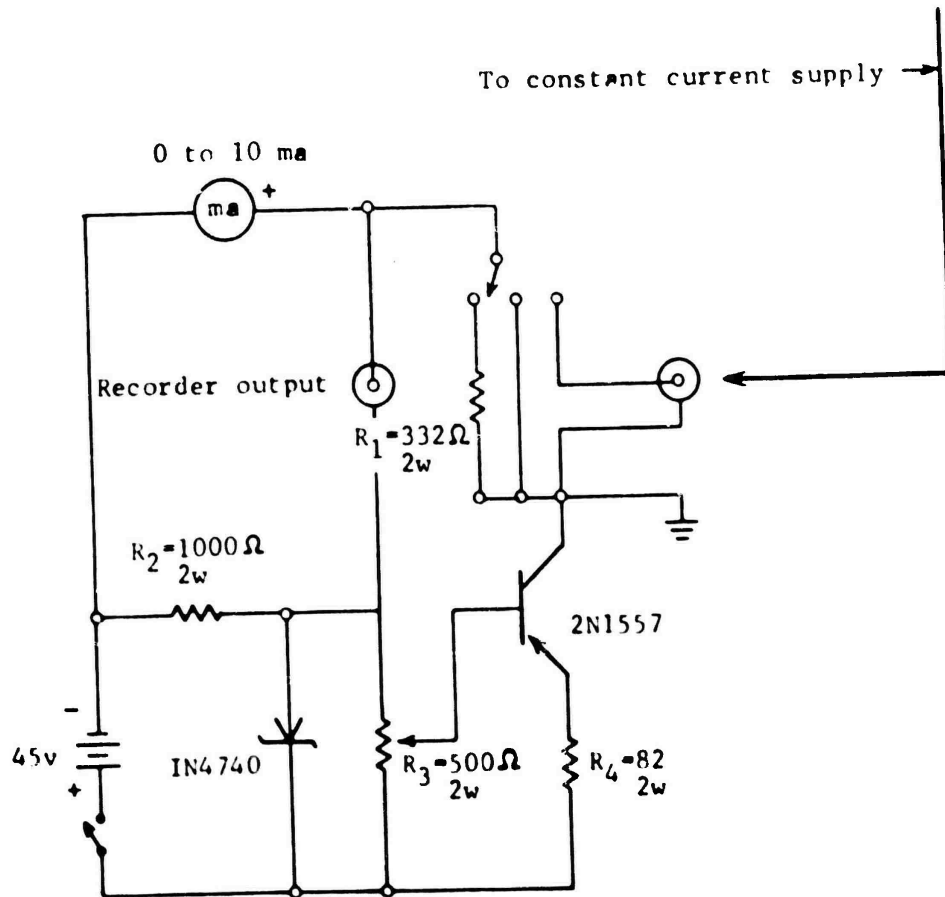 To constant current supply
0 to 10 ma
ma
+
Recorder output
R1=332Ω
2w
R2=1000Ω
2w
2N1557
-
45v
+
IN4740
R3=500Ω
2w
R4=82
2w